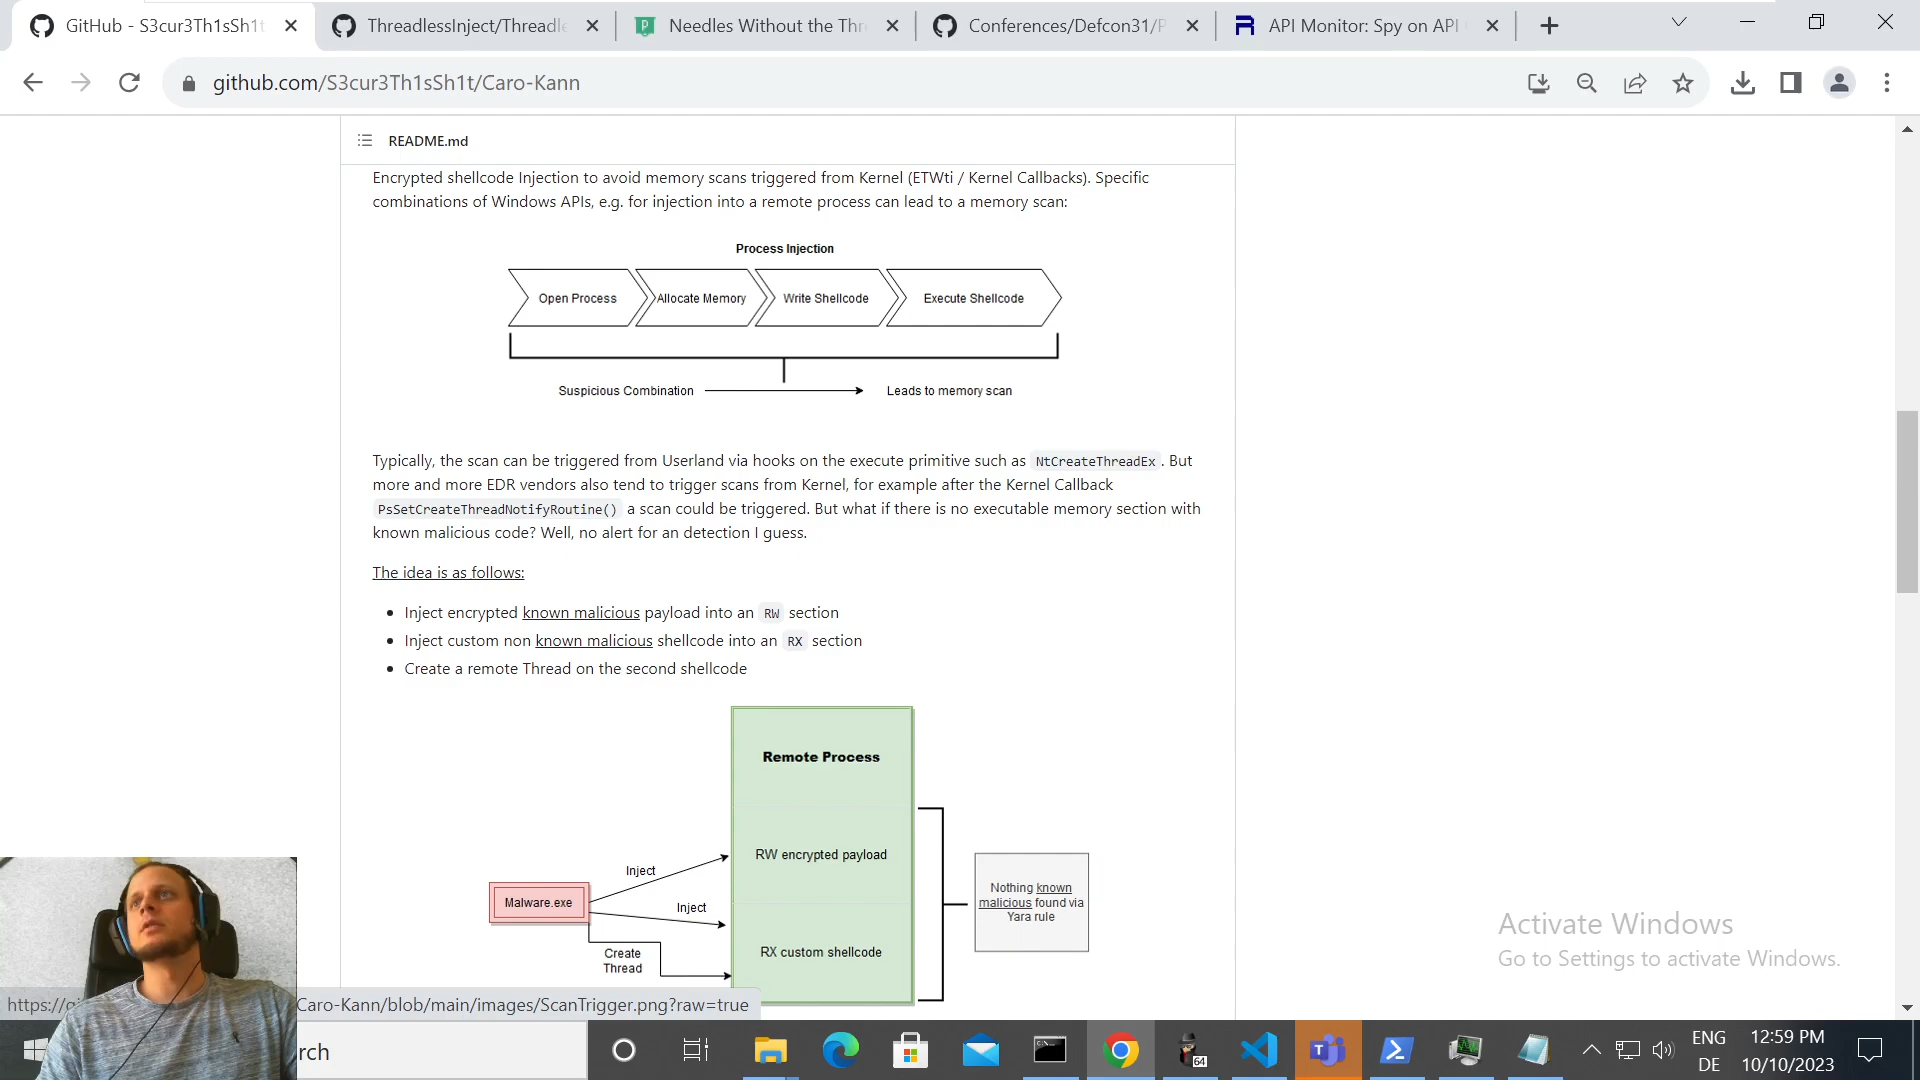 GitHub - S3cur3Th1sSh1t
ThreadlessInject/Threadle
Needles Without the Thr
Conferences/Defcon31/P
API Monitor: Spy on API
github.com/S3cur3Th1sSh1t/Caro-Kann
README.md
Encrypted shellcode Injection to avoid memory scans triggered from Kernel (ETWti / Kernel Callbacks). Specific
combinations of Windows APIs, e.g. for injection into a remote process can lead to a memory scan:
Process Injection
Open Process
Allocate Memory
Write Shellcode
Execute Shellcode
Suspicious Combination
Leads to memory scan
Typically, the scan can be triggered from Userland via hooks on the execute primitive such as NtCreateThreadEx. But
more and more EDR vendors also tend to trigger scans from Kernel, for example after the Kernel Callback
PsSetCreateThreadNotifyRoutine() a scan could be triggered. But what if there is no executable memory section with
known malicious code? Well, no alert for an detection I guess.
The idea is as follows:
Inject encrypted known malicious payload into an RW section
Inject custom non known malicious shellcode into an RX section
Create a remote Thread on the second shellcode
Remote Process
RW encrypted payload
RX custom shellcode
Malware.exe
Inject
Inject
Create
Thread
Nothing known
malicious found via
Yara rule
Activate Windows
Go to Settings to activate Windows.
Caro-Kann/blob/main/images/ScanTrigger.png?raw=true
rch
64
ENG
DE
12:59 PM
10/10/2023